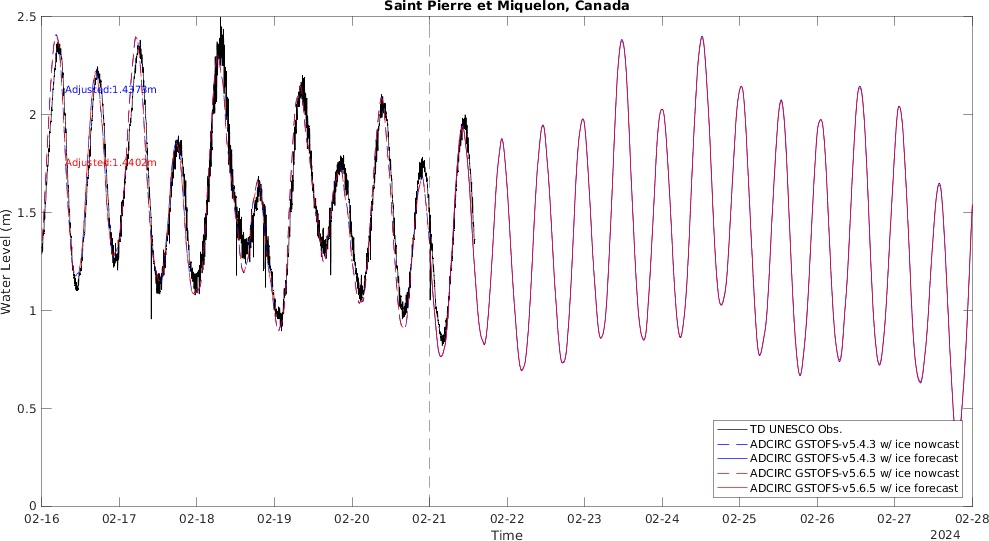 Saint Pierre et Miquelon, Canada
2.5
2
1.5
1
0.5
0
Water Level (m)
Adjusted:1.4373m
Adjusted:1.4402m
TD UNESCO Obs.
ADCIRC GSTOFS-v5.4.3 w/ ice nowcast
ADCIRC GSTOFS-v5.4.3 w/ ice forecast
ADCIRC GSTOFS-v5.6.5 w/ ice nowcast
ADCIRC GSTOFS-v5.6.5 w/ ice forecast
02-16 02-17 02-18 02-19 02-20 02-21 02-22 02-23 02-24 02-25 02-26 02-27 02-28
Time
2024